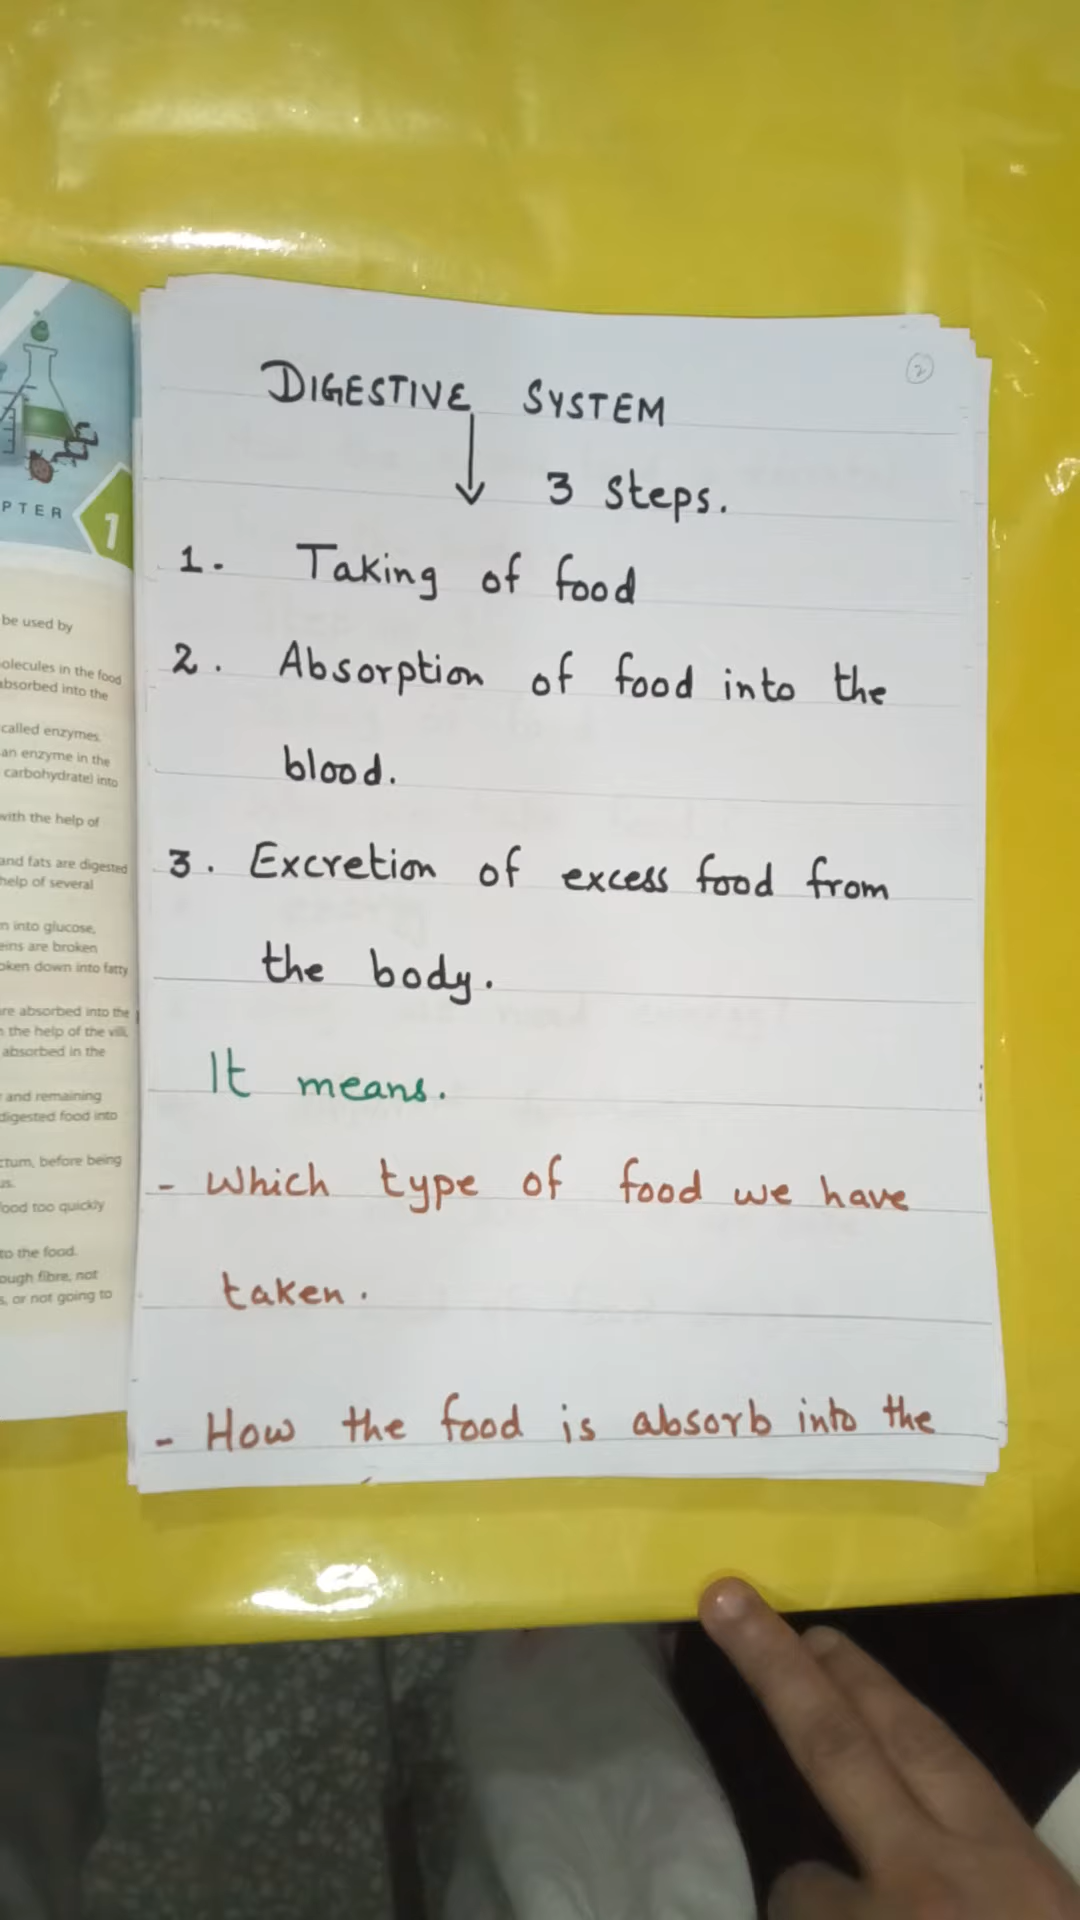 PTER
1
be used by
olecules in the food
absorbed into the
called enzymes.
an enzyme in the
carbohydrate) into
with the help of
and fats are digested
help of several
n into glucose,
eins are broken
oken down into fatty
are absorbed into the
the help of the villi,
absorbed in the
and remaining
digested food into
ctum, before being
us.
food too quickly
to the food.
ough fibre, not
s, or not going to
2
DIGESTIVE SYSTEM
3 steps.
1. Taking of food
2. Absorption of food into the
blood.
3. Excretion of excess food from
the body.
It means.
- Which type of food we have
taken.
- How the food is absorb into the